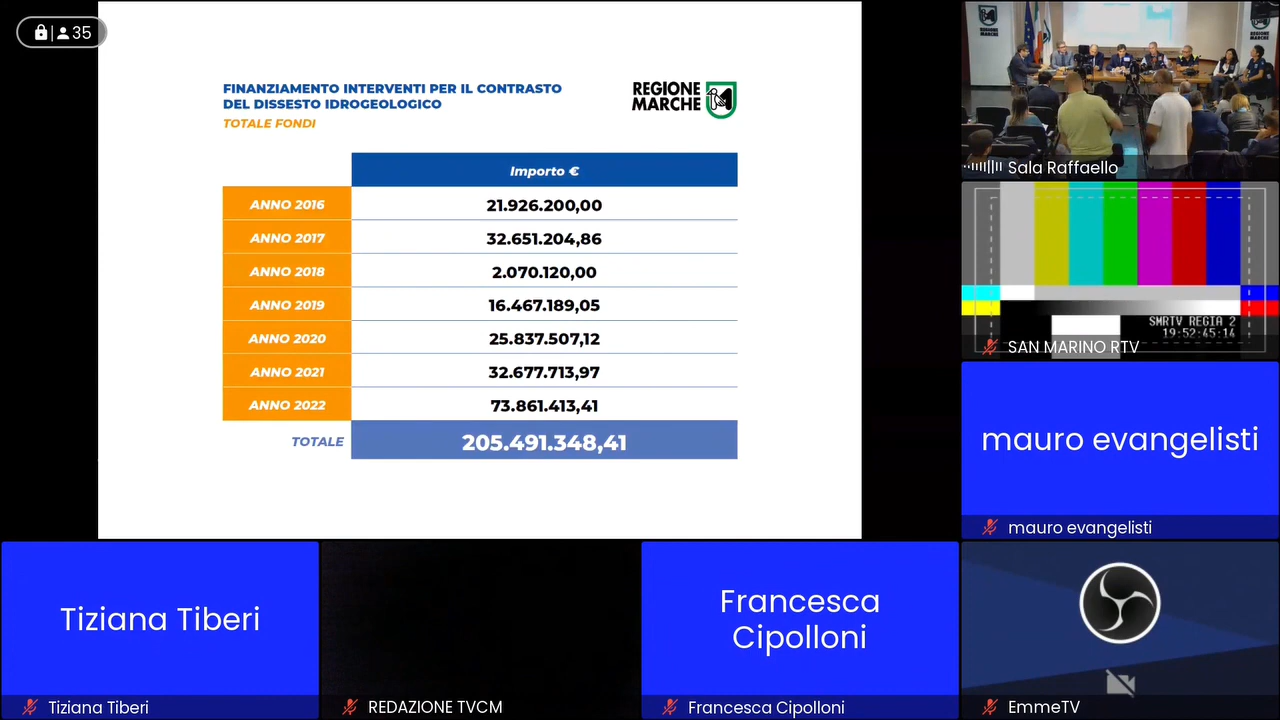 35
FINANZIAMENTO INTERVENTI PER IL CONTRASTO
DEL DISSESTO IDROGEOLOGICO
TOTALE FONDI
REGIONE
MARCHE
Importo €
ANNO 2016 21.926.200,00
ANNO 2017 32.651.204,86
ANNO 2018 2.070.120,00
ANNO 2019 16.467.189,05
ANNO 2020 25.837.507,12
ANNO 2021 32.677.713,97
ANNO 2022 73.861.413,41
TOTALE 205.491.348,41
REGIONE
MARCHE
REGIONE
MARCHE
Sala Raffaello
SMRTV REGIA 2
19:52:45:14
SAN MARINO RTV
mauro evangelisti
mauro evangelisti
Tiziana Tiberi
Tiziana Tiberi
REDAZIONE TVCM
Francesca
Cipolloni
Francesca Cipolloni
EmmeTV